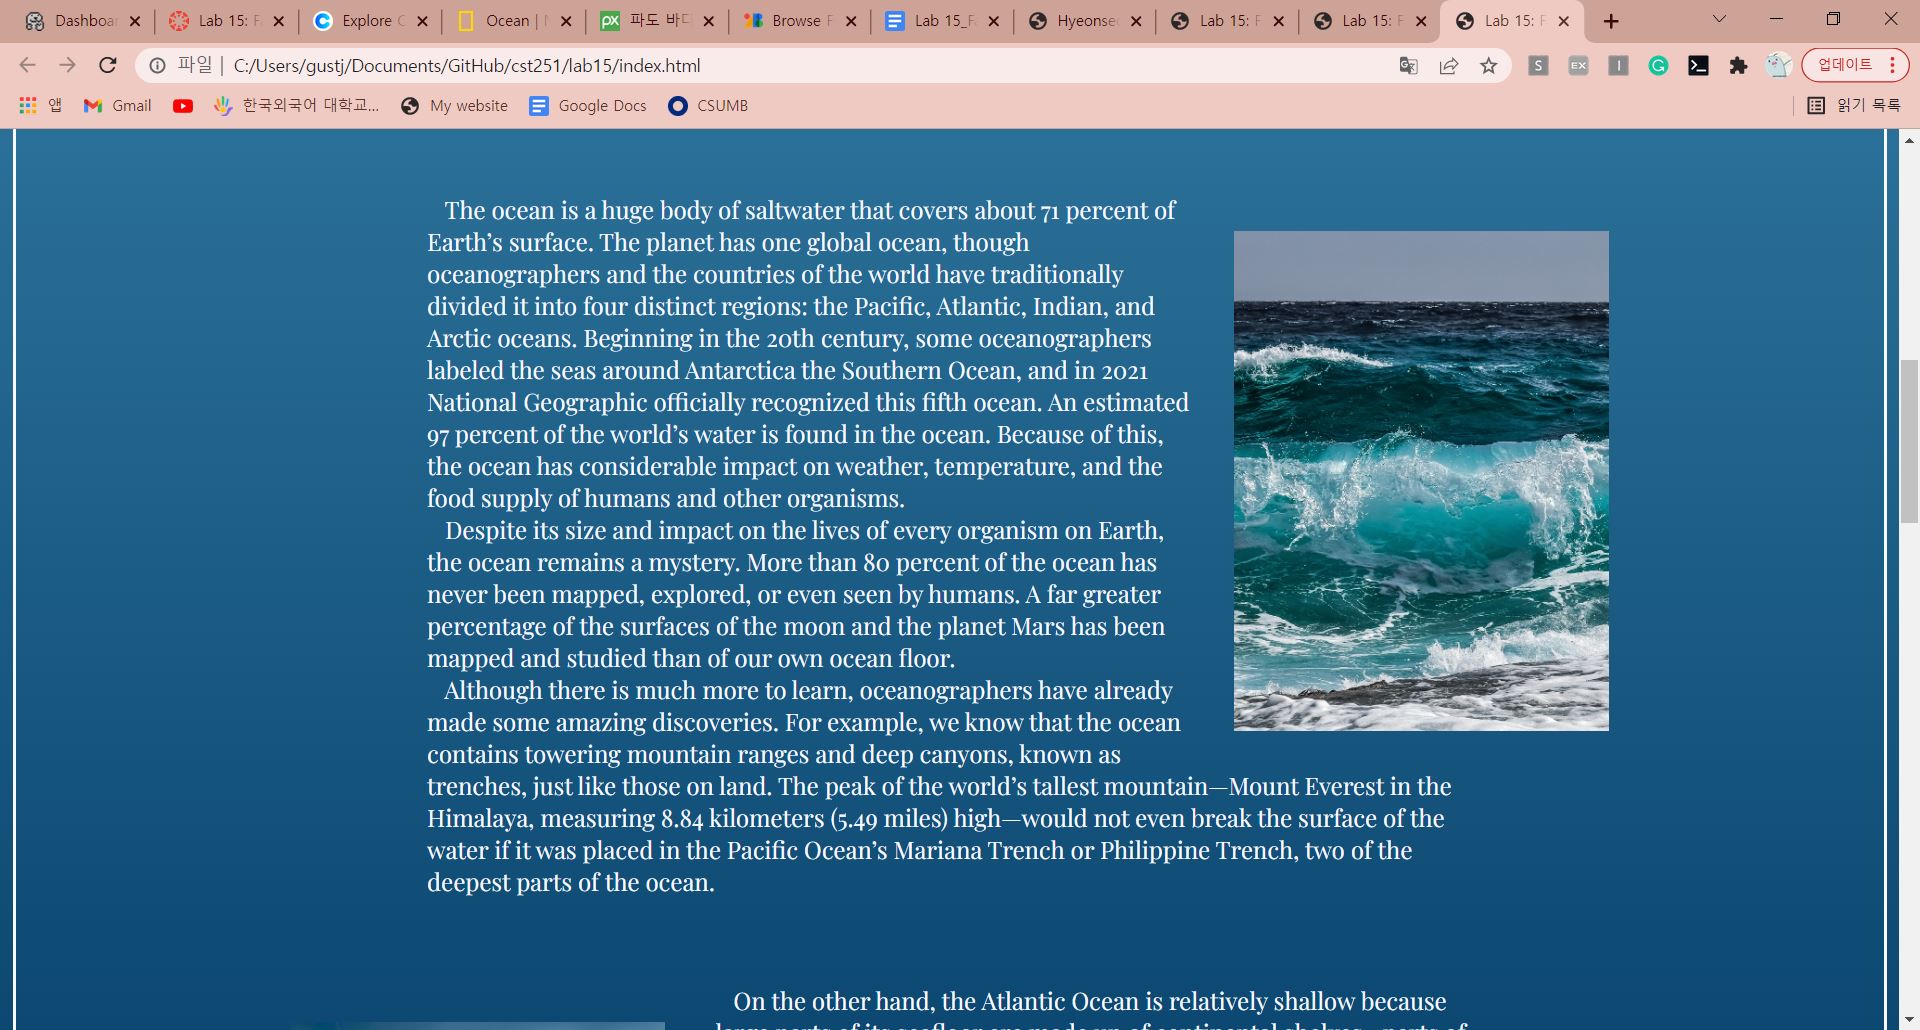 Dashboar
Lab 15: F
Explore C
Ocean | N
파도 바다
Browse F
Lab 15_Fa
Hyeonseo
Lab 15: F
Lab 15: F
Lab 15: F
파일 | C:/Users/gustj/Documents/GitHub/cst251/lab15/index.html
업데이트
앱
Gmail
한국외국어 대학교...
My website
Google Docs
CSUMB
읽기 목록
The ocean is a huge body of saltwater that covers about 71 percent of
Earth’s surface. The planet has one global ocean, though
oceanographers and the countries of the world have traditionally
divided it into four distinct regions: the Pacific, Atlantic, Indian, and
Arctic oceans. Beginning in the 20th century, some oceanographers
labeled the seas around Antarctica the Southern Ocean, and in 2021
National Geographic officially recognized this fifth ocean. An estimated
97 percent of the world’s water is found in the ocean. Because of this,
the ocean has considerable impact on weather, temperature, and the
food supply of humans and other organisms.
Despite its size and impact on the lives of every organism on Earth,
the ocean remains a mystery. More than 80 percent of the ocean has
never been mapped, explored, or even seen by humans. A far greater
percentage of the surfaces of the moon and the planet Mars has been
mapped and studied than of our own ocean floor.
Although there is much more to learn, oceanographers have already
made some amazing discoveries. For example, we know that the ocean
contains towering mountain ranges and deep canyons, known as
trenches, just like those on land. The peak of the world’s tallest mountain—Mount Everest in the
Himalaya, measuring 8.84 kilometers (5.49 miles) high—would not even break the surface of the
water if it was placed in the Pacific Ocean’s Mariana Trench or Philippine Trench, two of the
deepest parts of the ocean.
On the other hand, the Atlantic Ocean is relatively shallow because